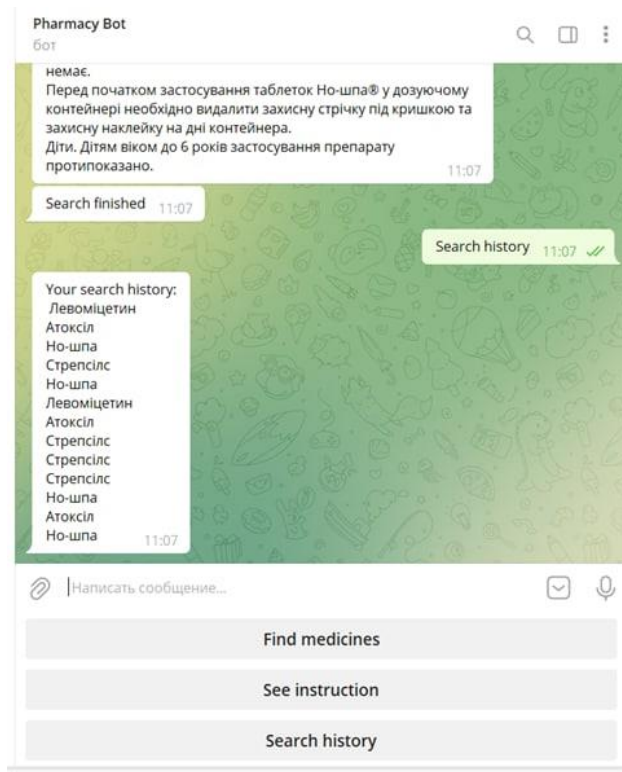 Pharmacy Bot
бот
немає.
Перед початком застосування таблеток Но-шпа® у дозуючому
контейнері необхідно видалити захисну стрічку під кришкою та
захисну наклейку на дні контейнера.
Діти. Дітям віком до 6 років застосування препарату
протипоказано.
11:07
Search finished 11:07
Search history 11:07
Your search history:
Левоміцетин
Атоксіл
Но-шпа
Стрепсілс
Но-шпа
Левоміцетин
Атоксіл
Стрепсілс
Стрепсілс
Стрепсілс
Но-шпа
Атоксіл
Но-шпа
11:07
Написать сообщение...
Find medicines
See instruction
Search history